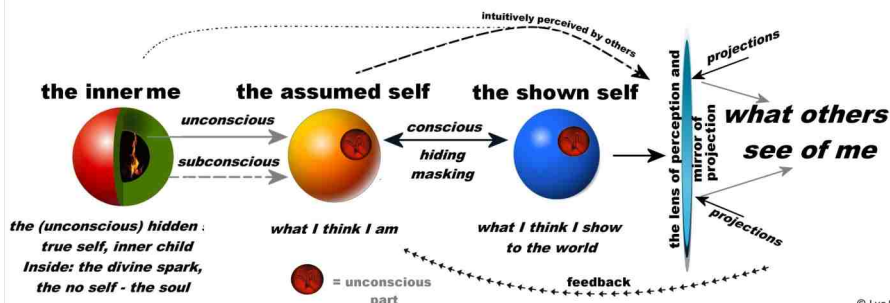 intuitively perceived by others
projections
the inner me
the assumed self
the shown self
unconscious
subconscious
conscious
hiding
masking
the lens of perception and
mirror of
projection
what others
see of me
projections
the (unconscious) hidden
true self, inner child
Inside: the divine spark,
the no self - the soul
what I think I am
what I think I show
to the world
= unconscious
part
feedback
©